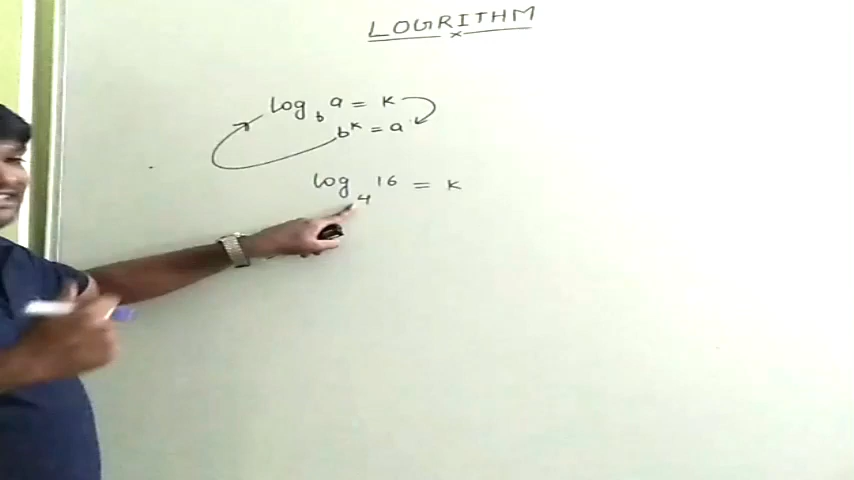 LOGRITHM
log_b a = k
b^k = a
log_4 16 = k